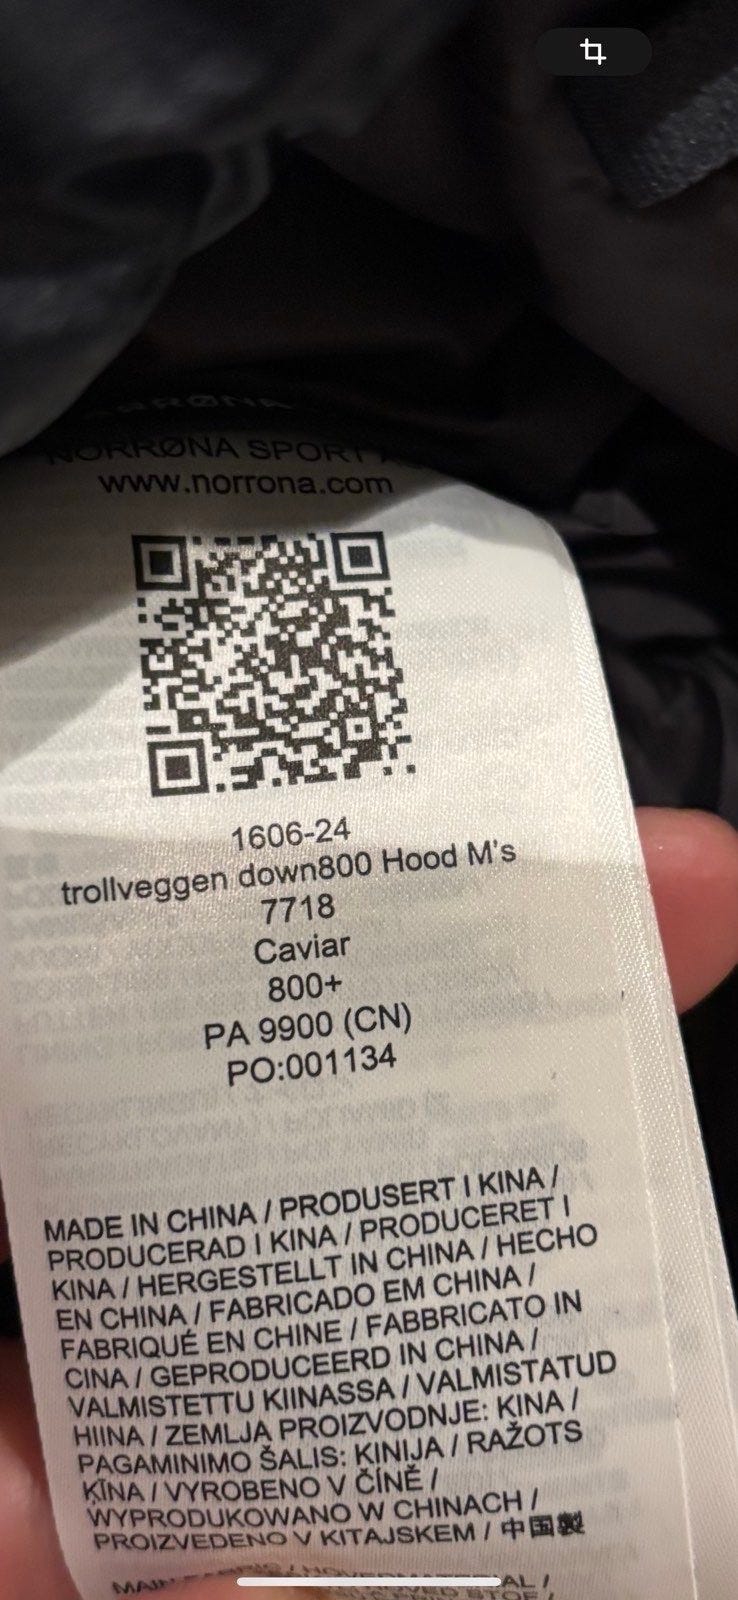 NORRØNA
NORRØNA SPORT
www.norrona.com
1606-24
trollveggen down800 Hood M's
7718
Caviar
800+
PA 9900 (CN)
PO:001134
MADE IN CHINA / PRODUSERT I KINA /
PRODUCERAD I KINA / PRODUCERET I
KINA / HERGESTELLT IN CHINA / HECHO
EN CHINA / FABRICADO EM CHINA /
FABRIQUÉ EN CHINE / FABBRICATO IN
CINA / GEPRODUCEERD IN CHINA /
VALMISTETTU KIINASSA / VALMISTATUD
HIINA / ZEMLJA PROIZVODNJE: KINA /
PAGAMINIMO ŠALIS: KINIJA / RAŽOTS
ĶĪNA / VYROBENO V ČÍNĚ /
WYPRODUKOWANO W CHINACH /
PROIZVEDENO V KITAJSKEM / 中国製